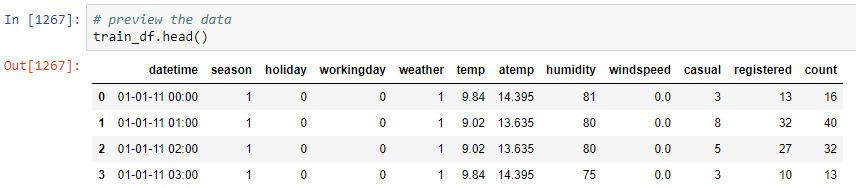 In [1267]: # preview the data
train_df.head()
Out[1267]:
datetime season holiday workingday weather temp atemp humidity windspeed casual registered count
0 01-01-11 00:00 1 0 0 1 9.84 14.395 81 0.0 3 13 16
1 01-01-11 01:00 1 0 0 1 9.02 13.635 80 0.0 8 32 40
2 01-01-11 02:00 1 0 0 1 9.02 13.635 80 0.0 5 27 32
3 01-01-11 03:00 1 0 0 1 9.84 14.395 75 0.0 3 10 13